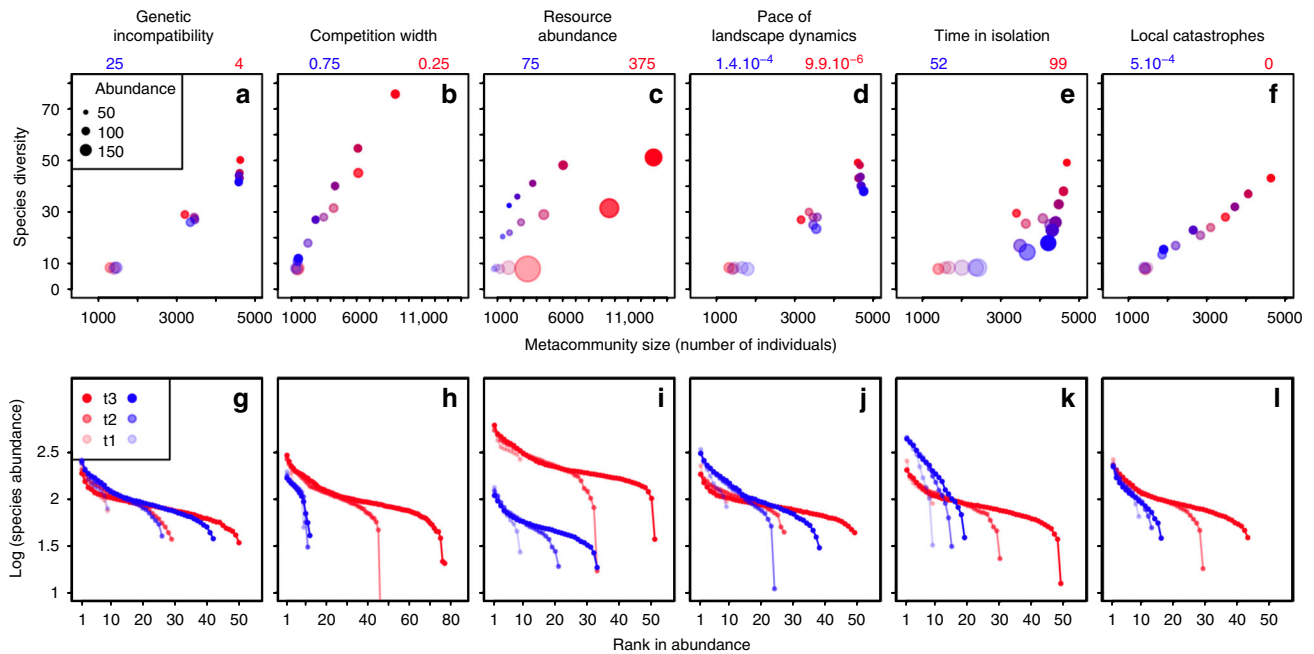 Genetic incompatibility
Competition width
Resource abundance
Pace of landscape dynamics
Time in isolation
Local catastrophes
25 4
0.75 0.25
75 375
1.4.10⁻⁴ 9.9.10⁻⁶
52 99
5.10⁻⁴ 0
Abundance
50
100
150
a
b
c
d
e
f
Species diversity
70
50
30
10
0
1000 3000 5000
1000 6000 11,000
1000 6000 11,000
1000 3000 5000
1000 3000 5000
1000 3000 5000
Metacommunity size (number of individuals)
t3
t2
t1
g
h
i
j
k
l
Log (species abundance)
2.5
2
1.5
1
1 10 20 30 40 50
1 20 40 60 80
1 10 20 30 40 50
1 10 20 30 40 50
1 10 20 30 40 50
1 10 20 30 40 50
Rank in abundance